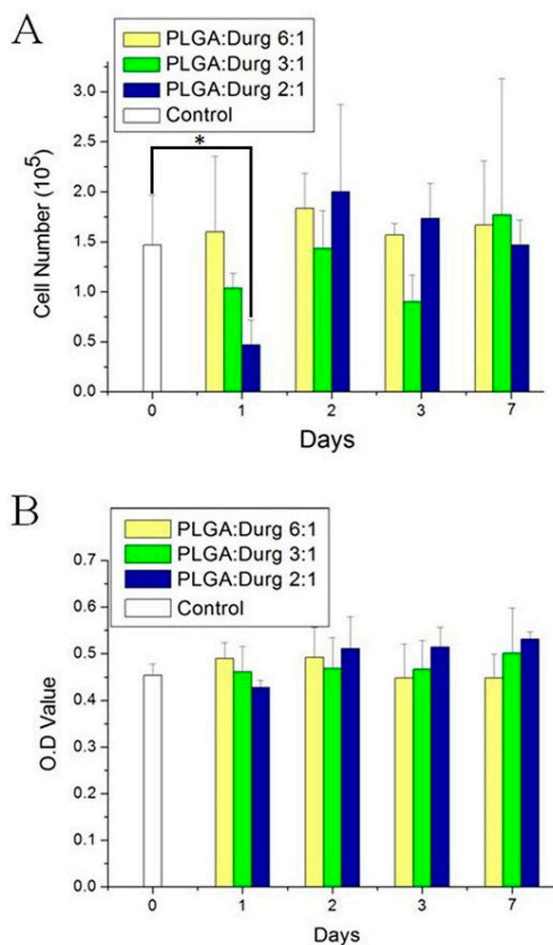 A
PLGA:Durg 6:1
PLGA:Durg 3:1
PLGA:Durg 2:1
Control
*
Cell Number (10⁵)
3.0
2.5
2.0
1.5
1.0
0.5
0.0
0 1 2 3 7
Days
B
PLGA:Durg 6:1
PLGA:Durg 3:1
PLGA:Durg 2:1
Control
O.D Value
0.7
0.6
0.5
0.4
0.3
0.2
0.1
0.0
0 1 2 3 7
Days